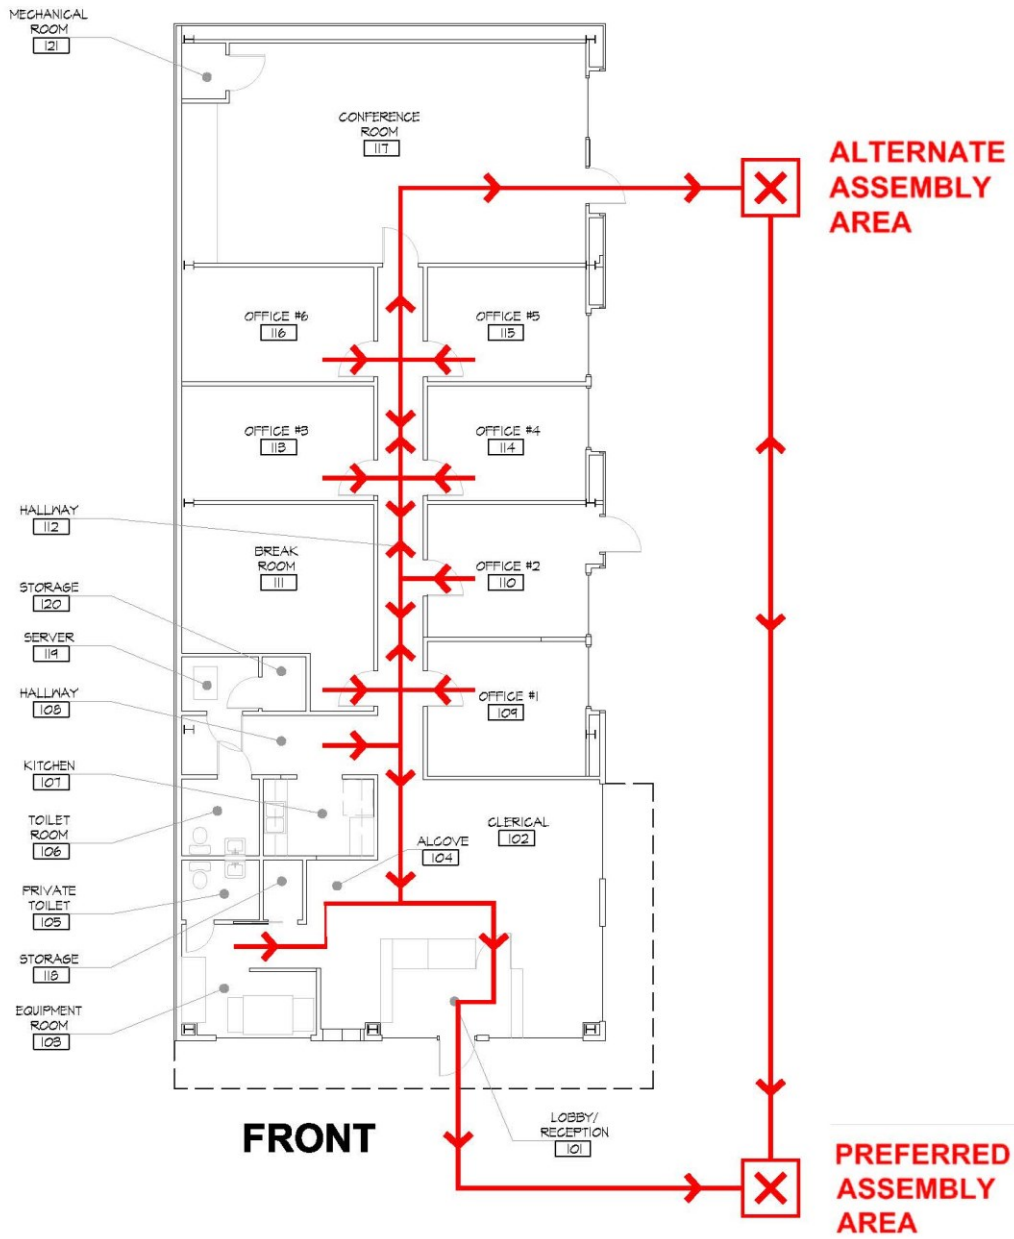 MECHANICAL
ROOM
121
CONFERENCE
ROOM
117
ALTERNATE
ASSEMBLY
AREA
OFFICE #6
116
OFFICE #5
115
OFFICE #3
113
OFFICE #4
114
HALLWAY
112
BREAK
ROOM
111
OFFICE #2
110
STORAGE
120
SERVER
119
HALLWAY
108
OFFICE #1
109
KITCHEN
107
TOILET
ROOM
106
CLERICAL
102
ALCOVE
104
PRIVATE
TOILET
105
STORAGE
118
EQUIPMENT
ROOM
103
FRONT
LOBBY/
RECEPTION
101
PREFERRED
ASSEMBLY
AREA